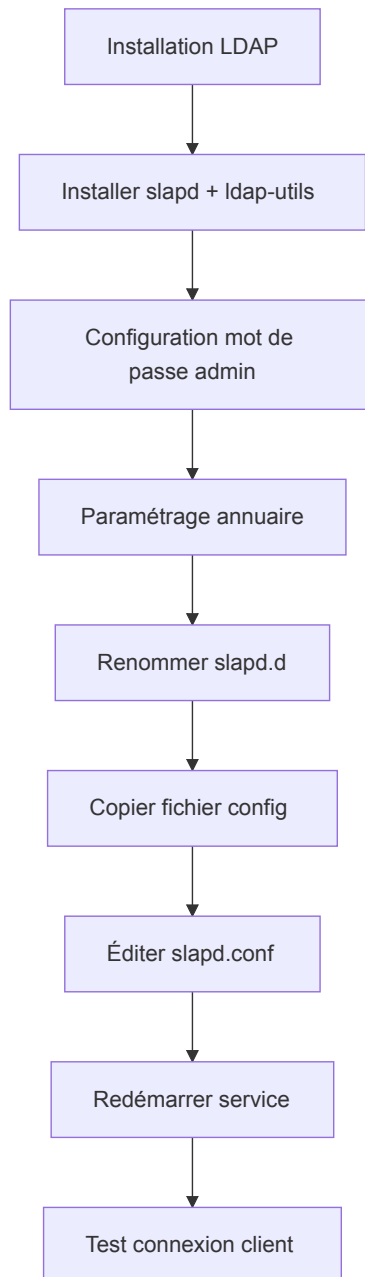 Installation LDAP
Installer slapd + ldap-utils
Configuration mot de
passe admin
Paramétrage annuaire
Renommer slapd.d
Copier fichier config
Éditer slapd.conf
Redémarrer service
Test connexion client